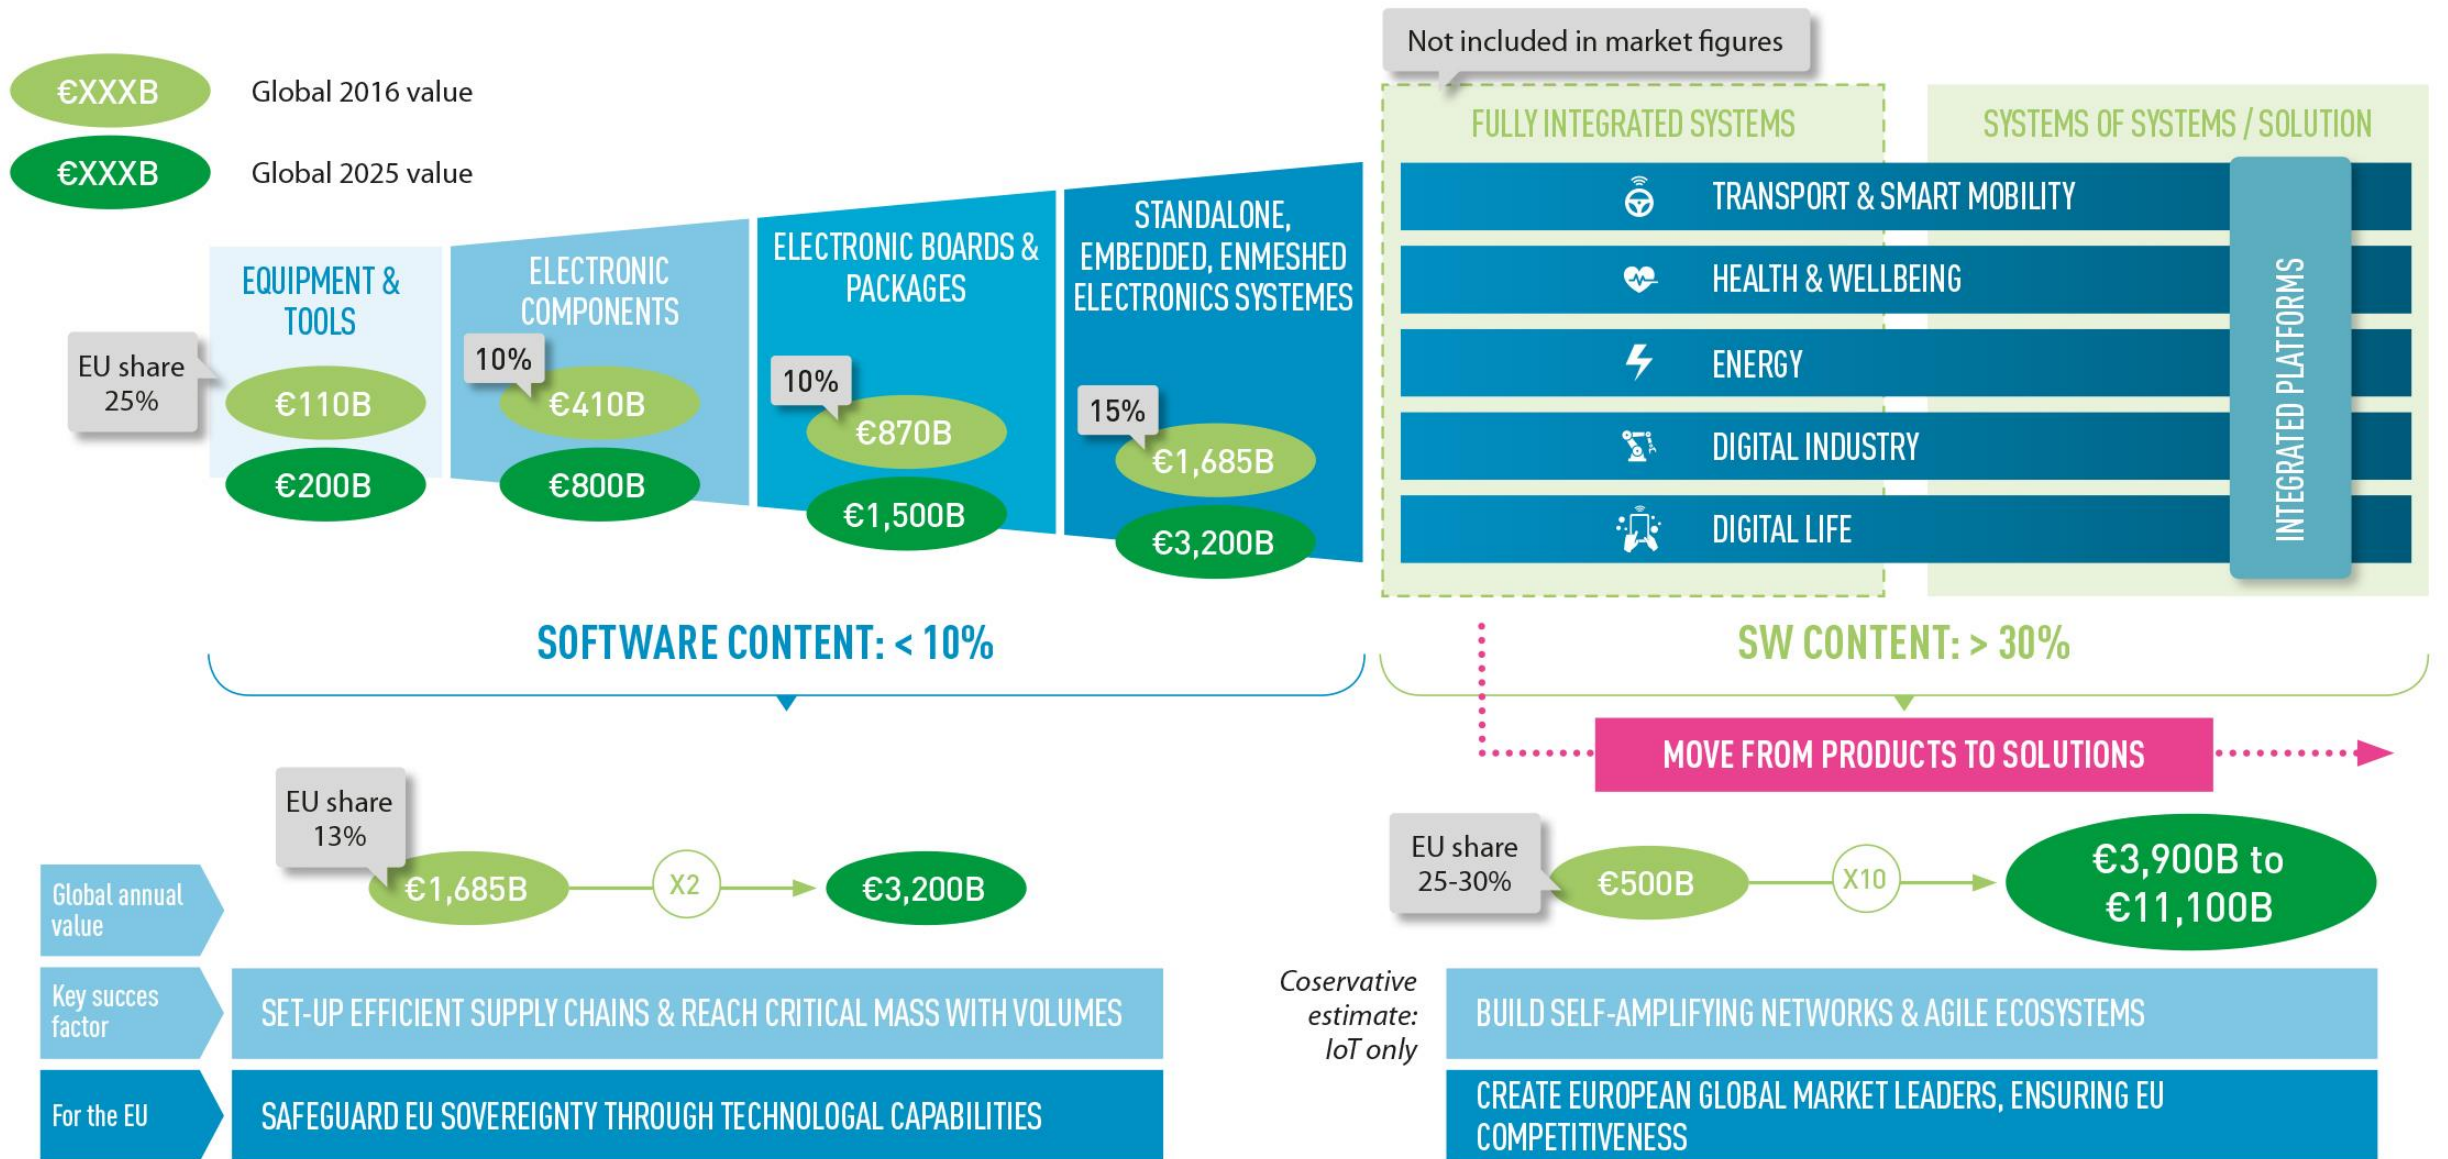 €XXXB
Global 2016 value
€XXXB
Global 2025 value
Not included in market figures
FULLY INTEGRATED SYSTEMS
SYSTEMS OF SYSTEMS / SOLUTION
EQUIPMENT &
TOOLS
EU share
25%
€110B
€200B
ELECTRONIC
COMPONENTS
10%
€410B
€800B
ELECTRONIC BOARDS &
PACKAGES
10%
€870B
€1,500B
STANDALONE,
EMBEDDED, ENMESHED
ELECTRONICS SYSTEMES
15%
€1,685B
€3,200B
TRANSPORT & SMART MOBILITY
HEALTH & WELLBEING
ENERGY
DIGITAL INDUSTRY
DIGITAL LIFE
INTEGRATED PLATFORMS
SOFTWARE CONTENT: < 10%
SW CONTENT: > 30%
MOVE FROM PRODUCTS TO SOLUTIONS
Global annual
value
EU share
13%
€1,685B
X2
€3,200B
EU share
25-30%
€500B
X10
€3,900B to
€11,100B
Key succes
factor
SET-UP EFFICIENT SUPPLY CHAINS & REACH CRITICAL MASS WITH VOLUMES
Coservative
estimate:
IoT only
BUILD SELF-AMPLIFYING NETWORKS & AGILE ECOSYSTEMS
For the EU
SAFEGUARD EU SOVEREIGNTY THROUGH TECHNOLOGAL CAPABILITIES
CREATE EUROPEAN GLOBAL MARKET LEADERS, ENSURING EU
COMPETITIVENESS